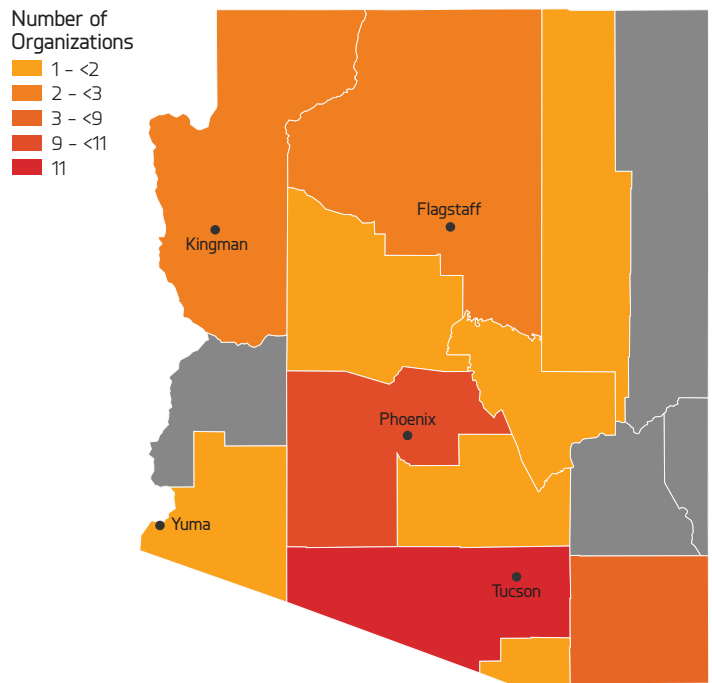 Number of
Organizations
1 – <2
2 – <3
3 – <9
9 – <11
11
Flagstaff
Kingman
Phoenix
Yuma
Tucson